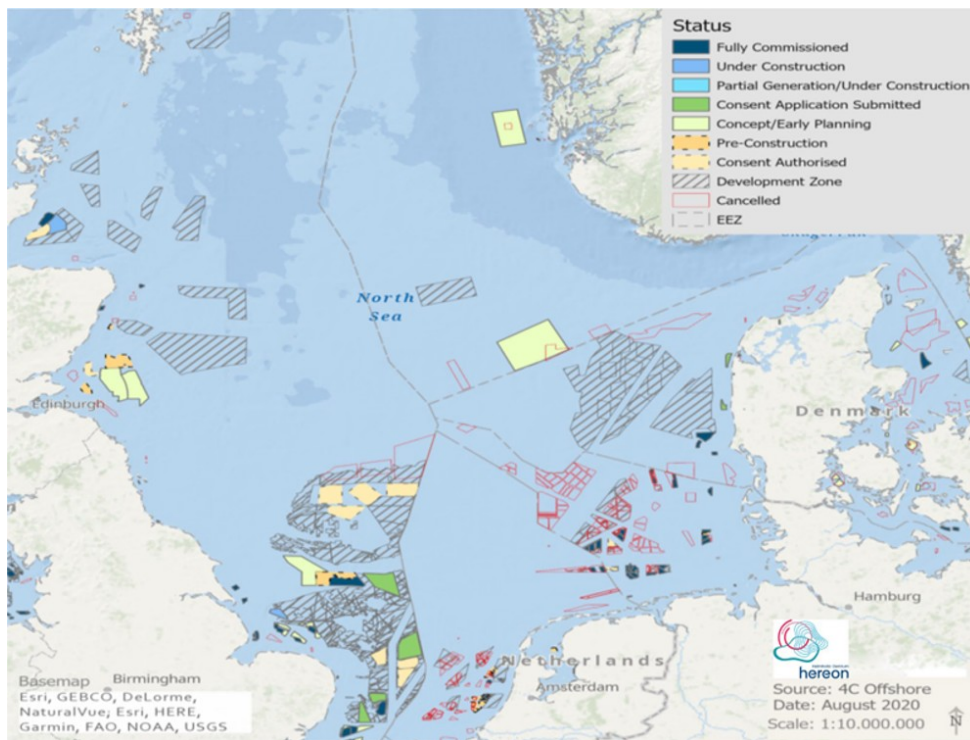 Status
Fully Commissioned
Under Construction
Partial Generation/Under Construction
Consent Application Submitted
Concept/Early Planning
Pre-Construction
Consent Authorised
Development Zone
Cancelled
EEZ
North
Sea
Edinburgh
Denmark
Hamburg
Netherlands
Amsterdam
Birmingham
Basemap
Esri, GEBCO, DeLorme,
NaturalVue; Esri, HERE,
Garmin, FAO, NOAA, USGS
hereon
Source: 4C Offshore
Date: August 2020
Scale: 1:10.000.000
N